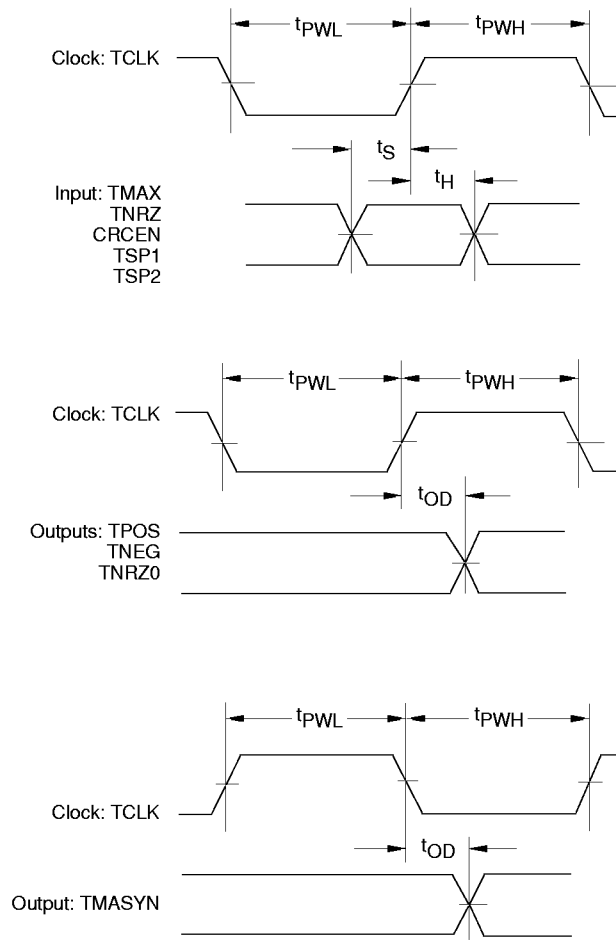 tPWL tPWH
Clock: TCLK
tS
tH
Input: TMAX
TNRZ
CRCEN
TSP1
TSP2
tPWL tPWH
Clock: TCLK
tOD
Outputs: TPOS
TNEG
TNRZ0
tPWL tPWH
Clock: TCLK
tOD
Output: TMASYN